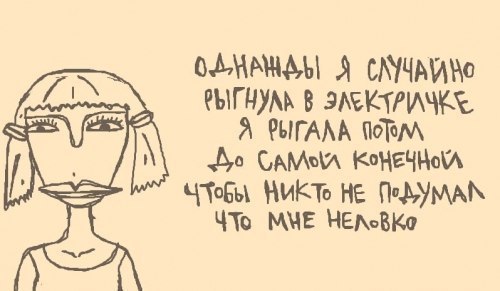 ОДНАЖДЫ Я СЛУЧАЙНО
РЫГНУЛА В ЭЛЕКТРИЧКЕ
Я РЫГАЛА ПОТОМ
ДО САМОЙ КОНЕЧНОЙ
ЧТОБЫ НИКТО НЕ ПОДУМАЛ
ЧТО МНЕ НЕЛОВКО